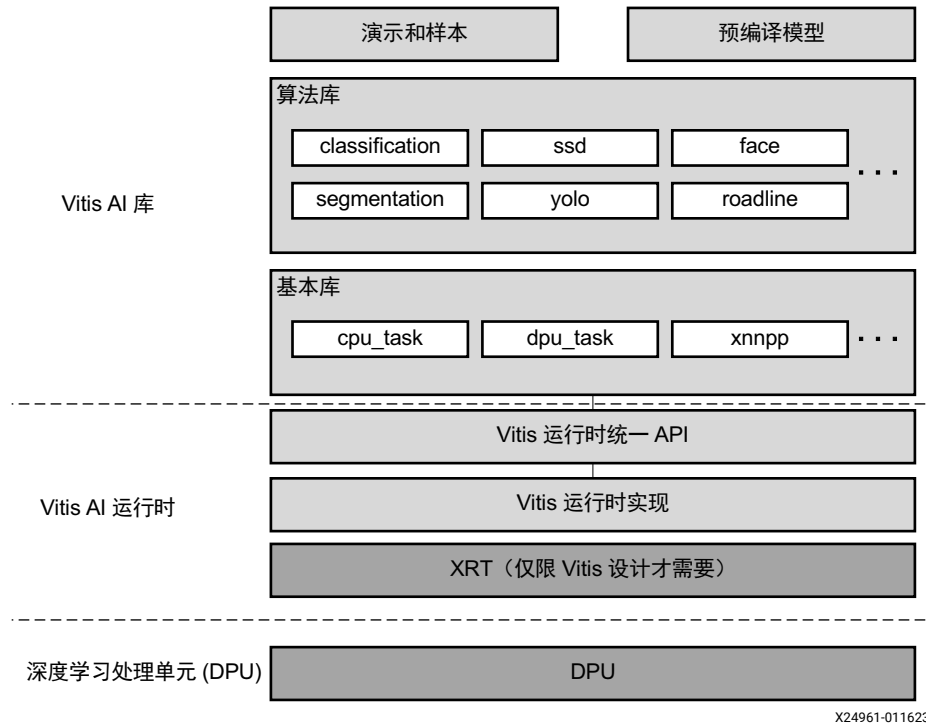 演示和样本
预编译模型
算法库
classification
ssd
face
segmentation
yolo
roadline
. . .
Vitis AI 库
基本库
cpu_task
dpu_task
xnnpp
. . .
Vitis 运行时统一 API
Vitis AI 运行时
Vitis 运行时实现
XRT（仅限 Vitis 设计才需要）
深度学习处理单元 (DPU)
DPU
X24961-011623